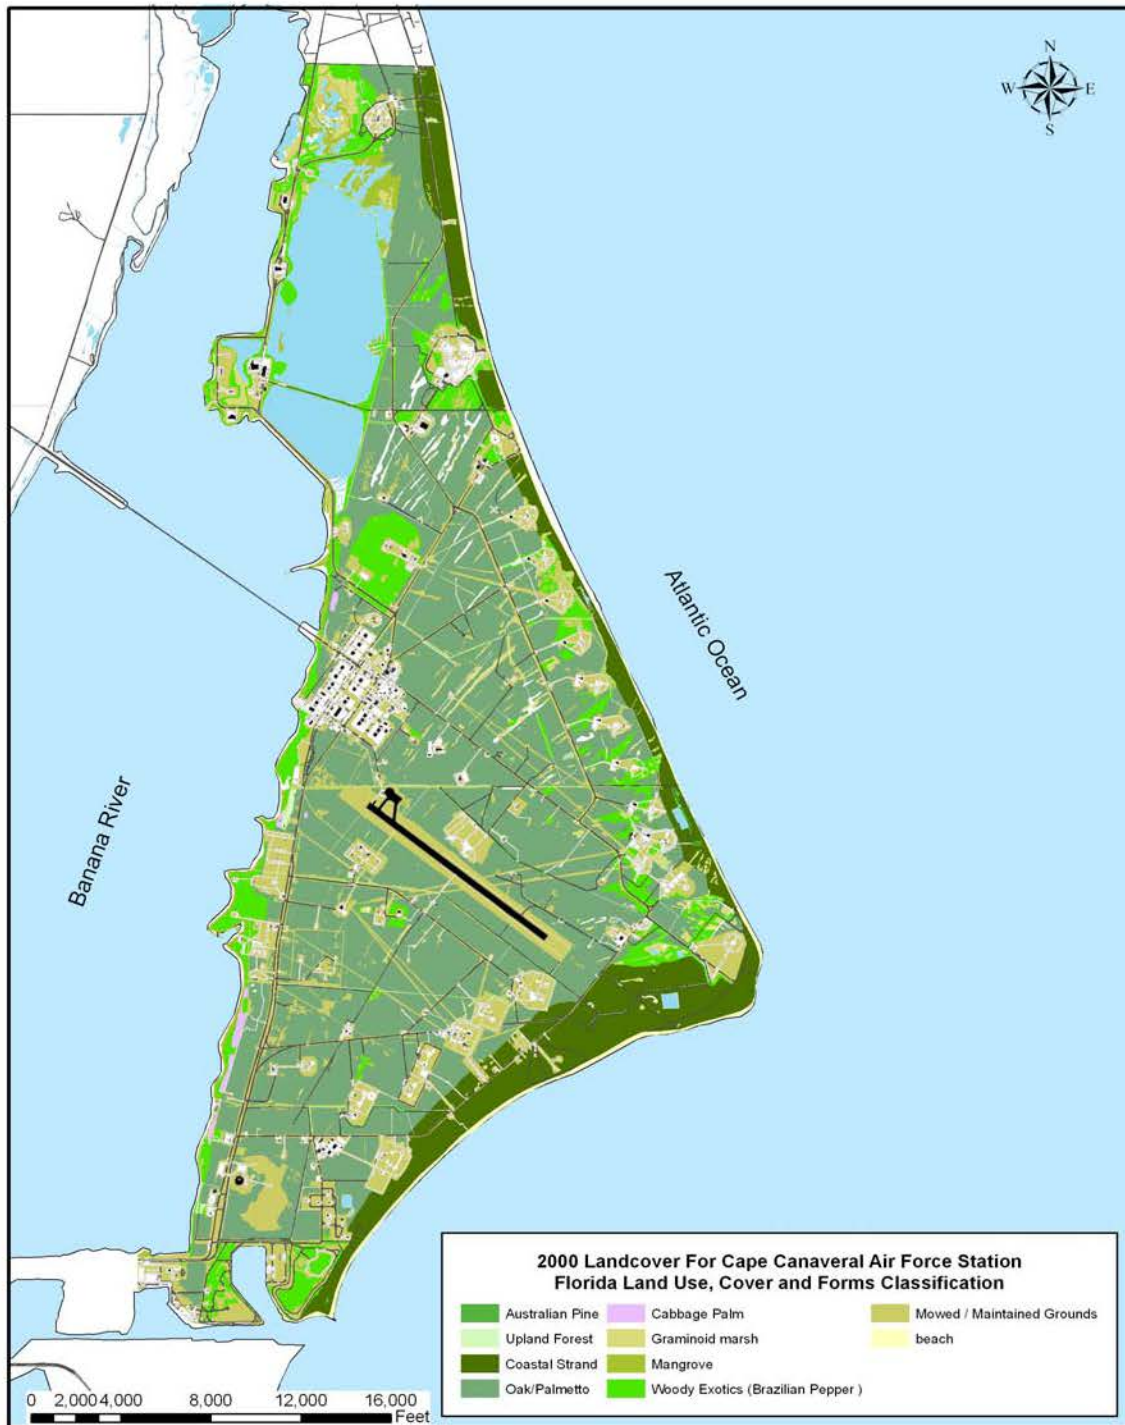 N
W E
S
Atlantic Ocean
Banana River
2000 Landcover For Cape Canaveral Air Force Station
Florida Land Use, Cover and Forms Classification
Australian Pine
Cabbage Palm
Mowed / Maintained Grounds
Upland Forest
Graminoid marsh
beach
Coastal Strand
Mangrove
Oak/Palmetto
Woody Exotics (Brazilian Pepper )
0 2,000 4,000 8,000 12,000 16,000
Feet